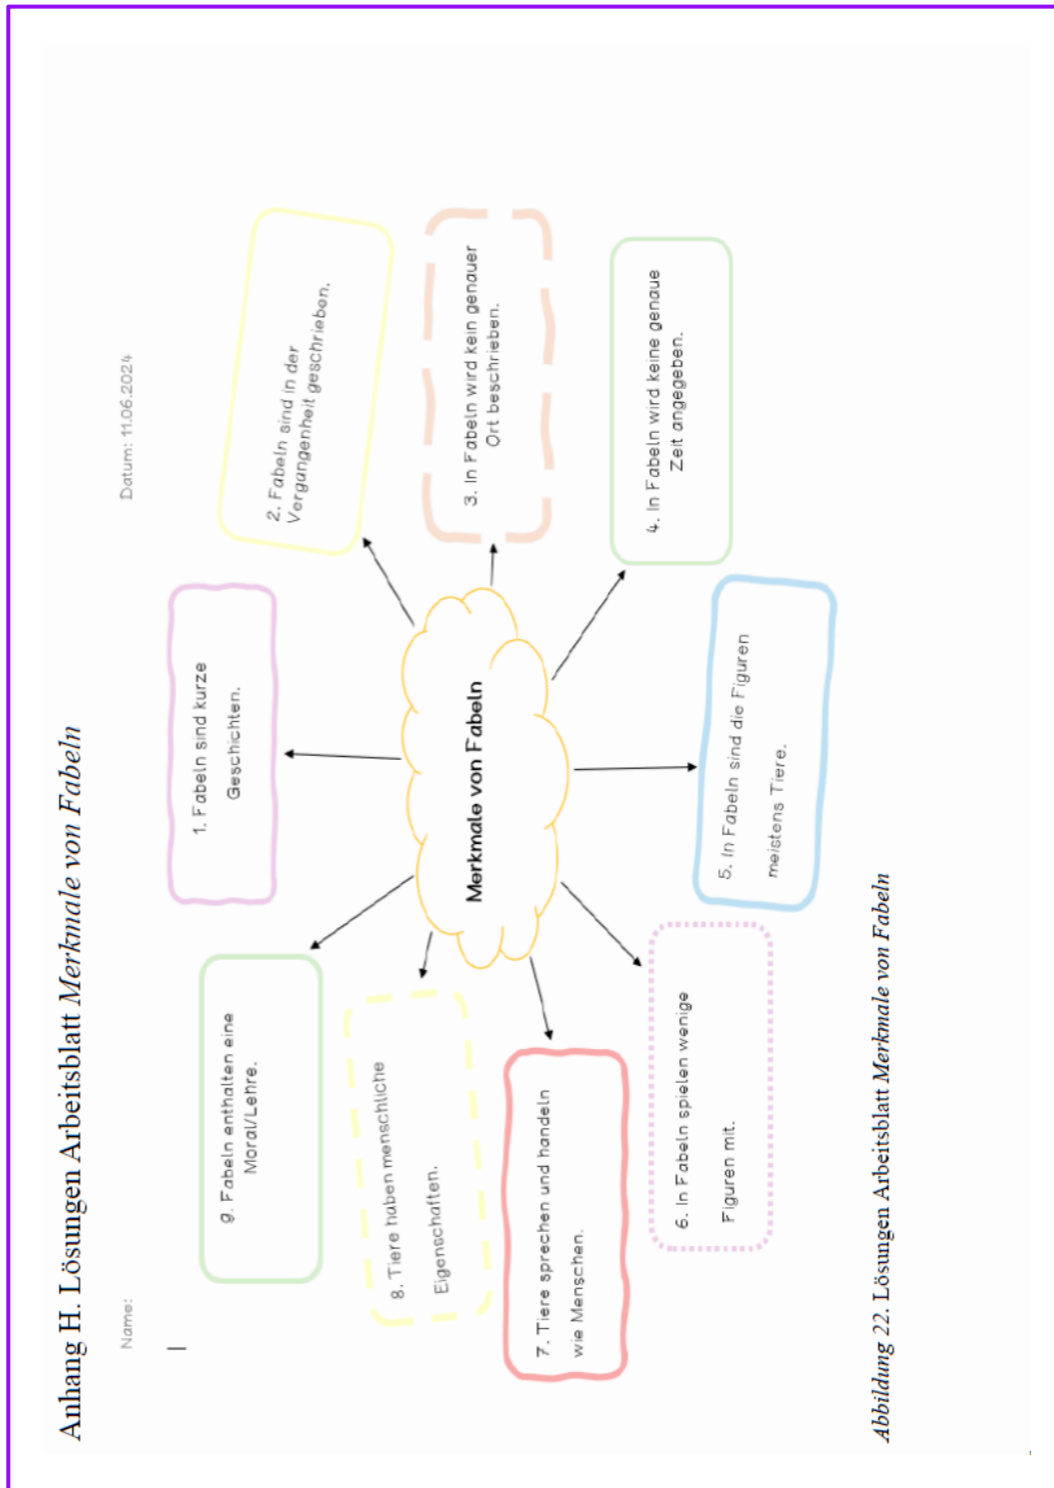 Anhang H. Lösungen Arbeitsblatt Merkmale von Fabeln
Name:
Datum: 11.06.2024
1. Fabeln sind kurze
Geschichten.
2. Fabeln sind in der
Vergangenheit geschrieben.
3. In Fabeln wird kein genauer
Ort beschrieben.
4. In Fabeln wird keine genaue
Zeit angegeben.
5. In Fabeln sind die Figuren
meistens Tiere.
6. In Fabeln spielen wenige
Figuren mit.
7. Tiere sprechen und handeln
wie Menschen.
8. Tiere haben menschliche
Eigenschaften.
9. Fabeln enthalten eine
Moral/Lehre.
Merkmale von Fabeln
Abbildung 22. Lösungen Arbeitsblatt Merkmale von Fabeln